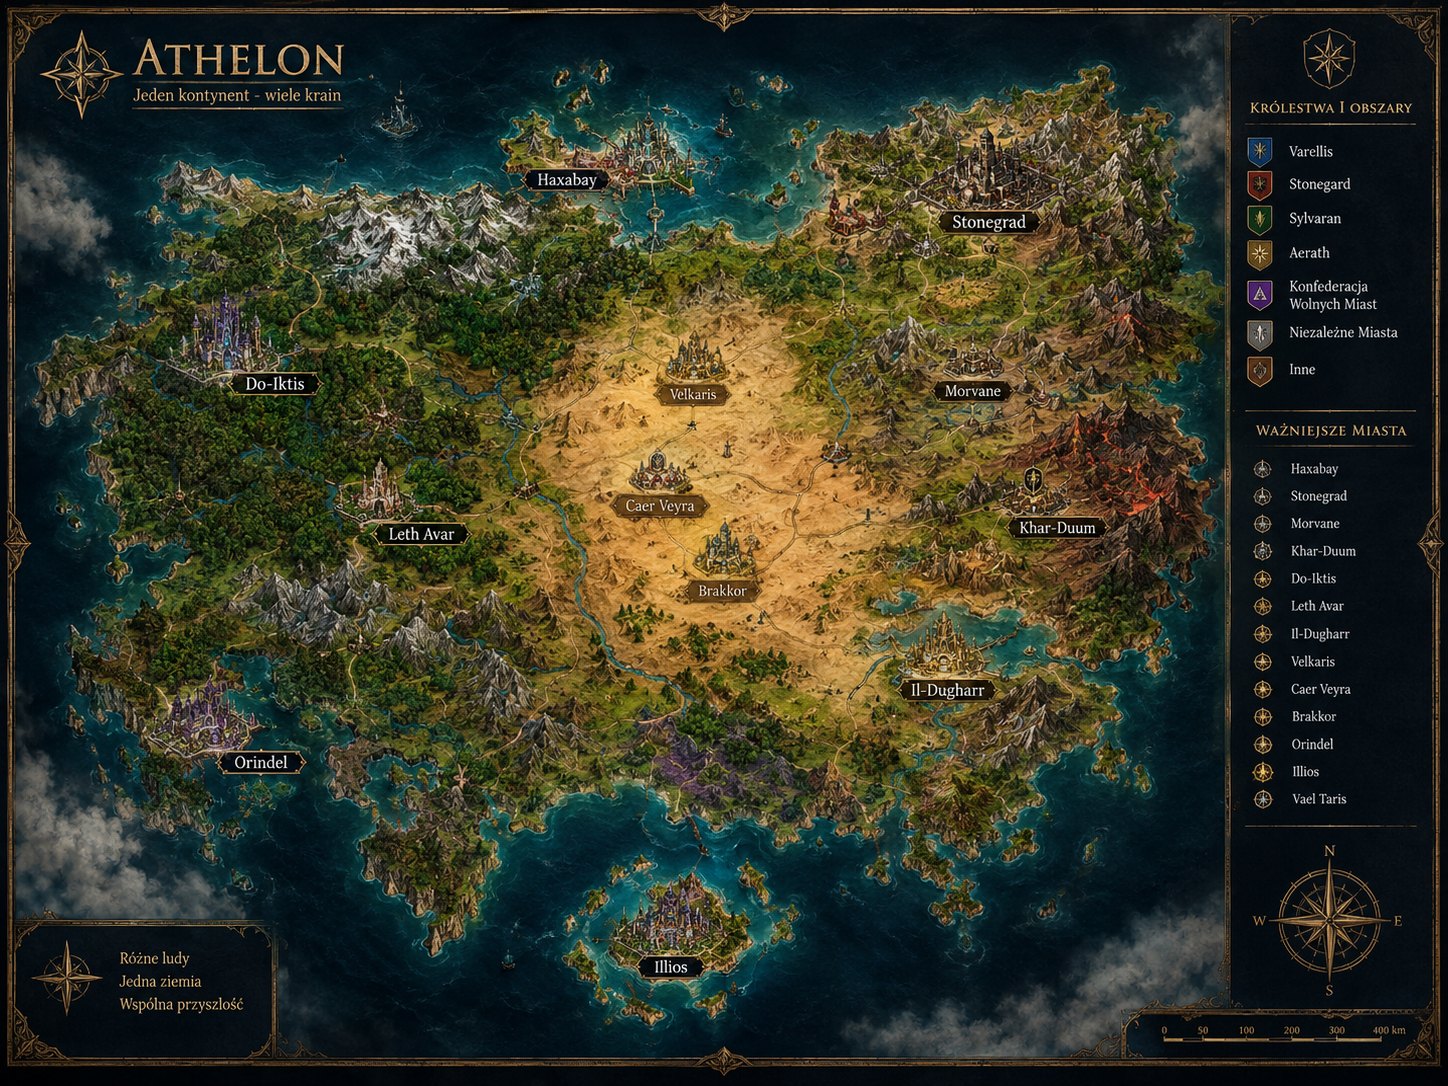 ATHELON
Jeden kontynent - wiele krain
Haxabay
Stonegrad
Do-Iktis
Velkaris
Morvane
Caer Veyra
Leth Avar
Khar-Duum
Brakkor
Il-Dugharr
Orindel
Illios
Różne ludy
Jedna ziemia
Wspólna przyszlość
KRÓLESTWA I OBSZARY
Varellis
Stonegard
Sylvaran
Aerath
Konfederacja
Wolnych Miast
Niezależne Miasta
Inne
WAŻNIEJSZE MIASTA
Haxabay
Stonegrad
Morvane
Khar-Duum
Do-Iktis
Leth Avar
Il-Dugharr
Velkaris
Caer Veyra
Brakkor
Orindel
Illios
Vael Taris
N
W E
S
0 50 100 200 300 400 km